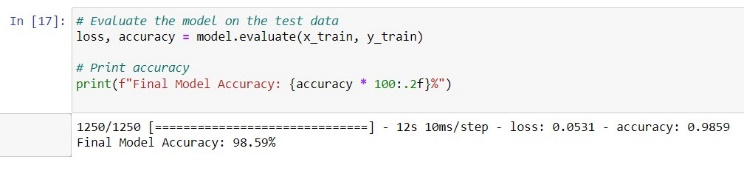 In [17]: # Evaluate the model on the test data
loss, accuracy = model.evaluate(x_train, y_train)
# Print accuracy
print(f"Final Model Accuracy: {accuracy * 100:.2f}%")
1250/1250 [==============================] - 12s 10ms/step - loss: 0.0531 - accuracy: 0.9859
Final Model Accuracy: 98.59%